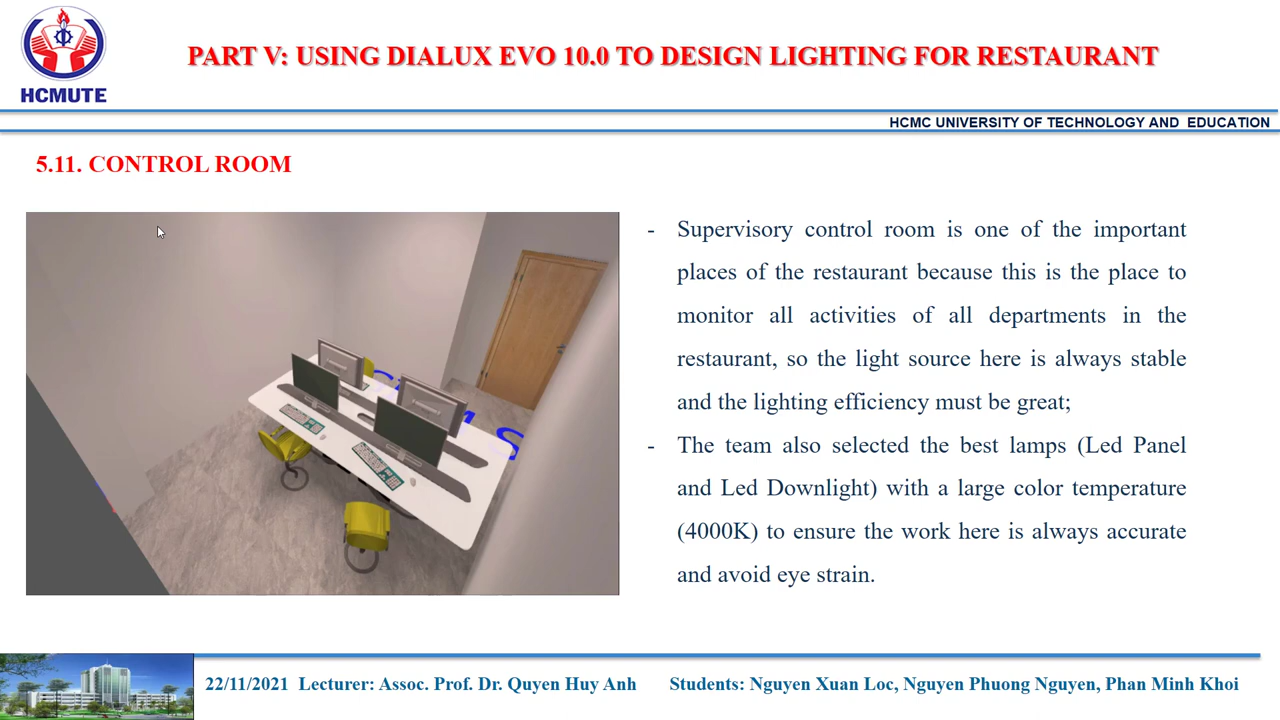 PART V: USING DIALUX EVO 10.0 TO DESIGN LIGHTING FOR RESTAURANT
HCMUTE
HCMC UNIVERSITY OF TECHNOLOGY AND EDUCATION
5.11. CONTROL ROOM
- Supervisory control room is one of the important
places of the restaurant because this is the place to
monitor all activities of all departments in the
restaurant, so the light source here is always stable
and the lighting efficiency must be great;
- The team also selected the best lamps (Led Panel
and Led Downlight) with a large color temperature
(4000K) to ensure the work here is always accurate
and avoid eye strain.
22/11/2021 Lecturer: Assoc. Prof. Dr. Quyen Huy Anh Students: Nguyen Xuan Loc, Nguyen Phuong Nguyen, Phan Minh Khoi